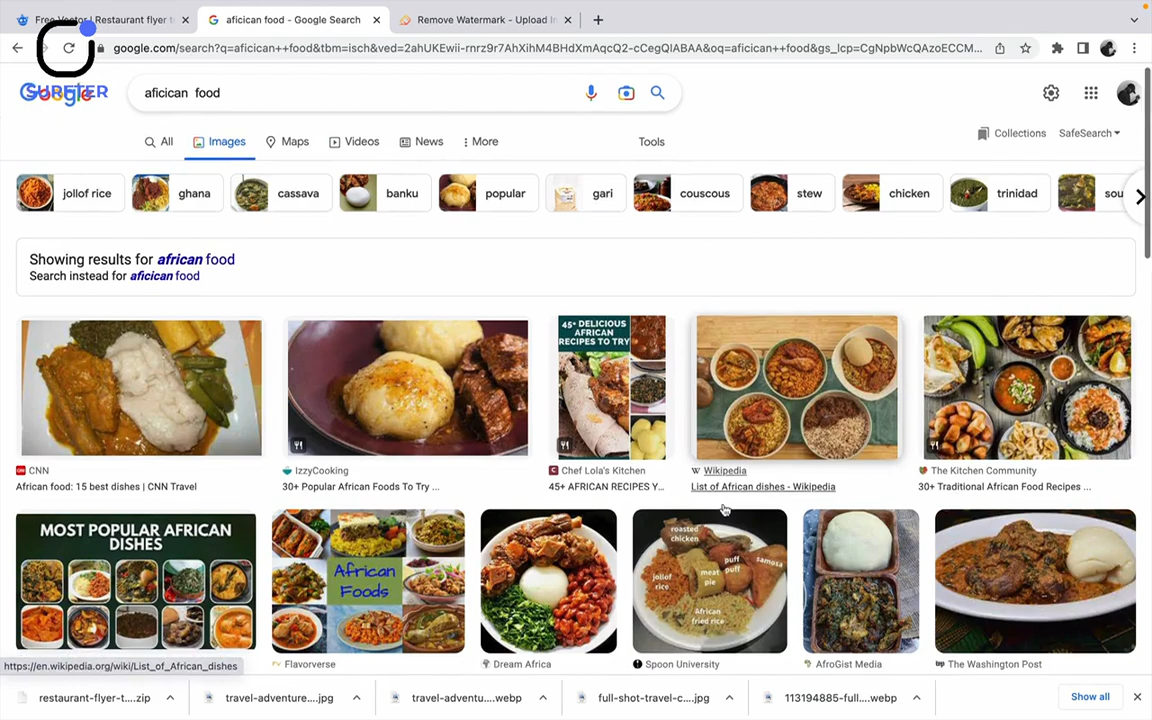 Free Vector | Restaurant flyer t
aficican food - Google Search
Remove Watermark - Upload I
google.com/search?q=aficican++food&tbm=isch&ved=2ahUKEwii-rnrz9r7AhXihM4BHdXmAqcQ2-cCegQIABAA&oq=aficican++food&gs_lcp=CgNpbWcQAzoECCM...
SURFTER
Google
aficican food
All
Images
Maps
Videos
News
More
Tools
Collections
SafeSearch
jollof rice
ghana
cassava
banku
popular
gari
couscous
stew
chicken
trinidad
sou
Showing results for african food
Search instead for aficican food
45+ DELICIOUS
AFRICAN
RECIPES TO TRY
CNN
African food: 15 best dishes | CNN Travel
IzzyCooking
30+ Popular African Foods To Try ...
Chef Lola's Kitchen
45+ AFRICAN RECIPES Y...
Wikipedia
List of African dishes - Wikipedia
The Kitchen Community
30+ Traditional African Food Recipes ...
MOST POPULAR AFRICAN
DISHES
African
Foods
roasted
chicken
puff
puff
samosa
jollof
rice
meat
pie
African
fried rice
Flavorverse
Dream Africa
Spoon University
AfroGist Media
The Washington Post
https://en.wikipedia.org/wiki/List_of_African_dishes
restaurant-flyer-t....zip
travel-adventure....jpg
travel-adventu....webp
full-shot-travel-c....jpg
113194885-full....webp
Show all